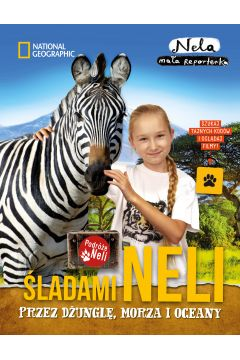 NATIONAL
GEOGRAPHIC
Nela
mała reporterka
SZUKAJ
TAJNYCH KODÓW
I OGLĄDAJ
FILMY!
Podróże
Neli
ŚLADAMI NELI
PRZEZ DŻUNGLĘ, MORZA I OCEANY